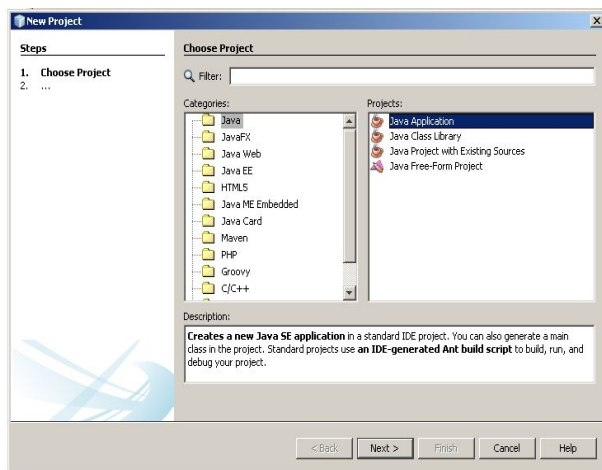 New Project
Steps
1. Choose Project
2. ...
Choose Project
Filter:
Categories:
Java
JavaFX
Java Web
Java EE
HTML5
Java ME Embedded
Java Card
Maven
PHP
Groovy
C/C++
Projects:
Java Application
Java Class Library
Java Project with Existing Sources
Java Free-Form Project
Description:
Creates a new Java SE application in a standard IDE project. You can also generate a main
class in the project. Standard projects use an IDE-generated Ant build script to build, run, and
debug your project.
< Back Next > Finish Cancel Help